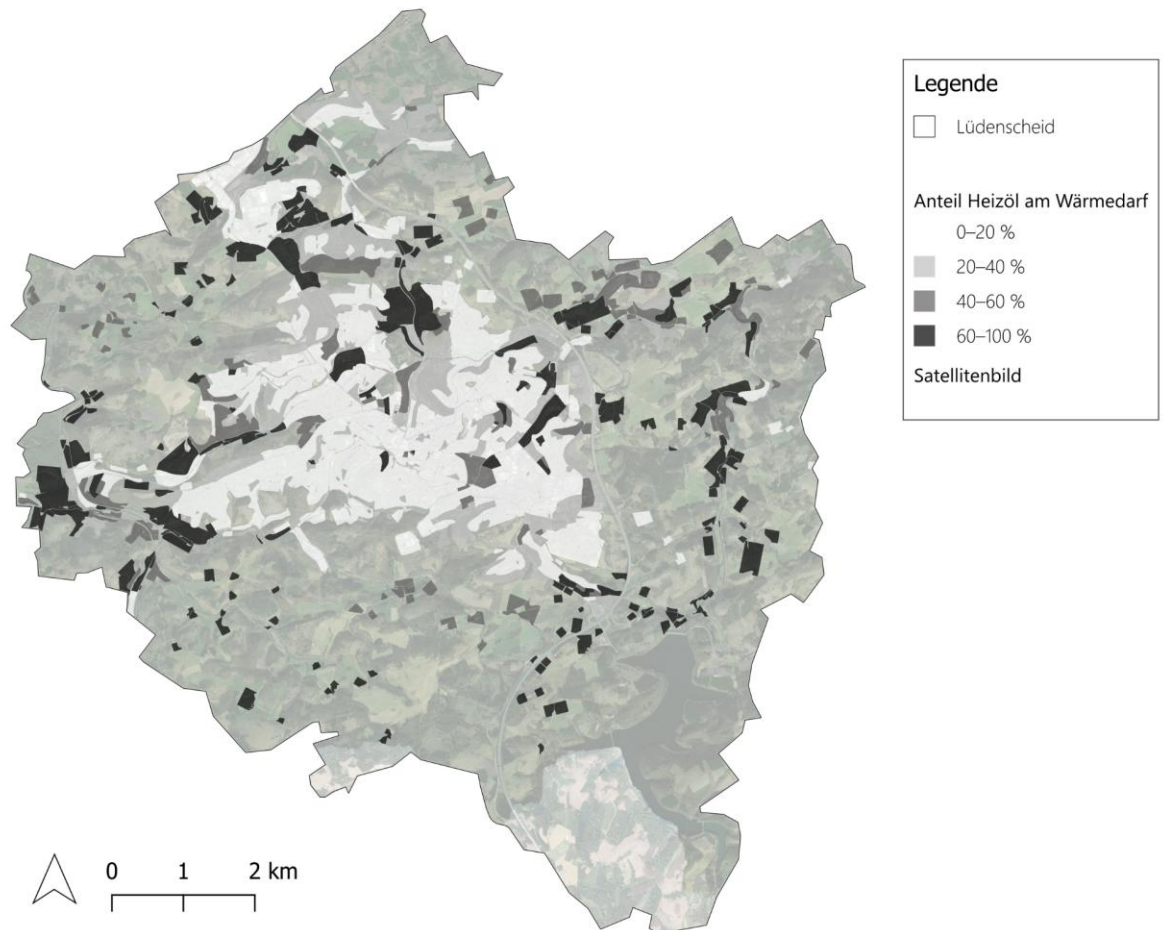 Legende
Lüdenscheid
Anteil Heizöl am Wärmedarf
0–20 %
20–40 %
40–60 %
60–100 %
Satellitenbild
0 1 2 km